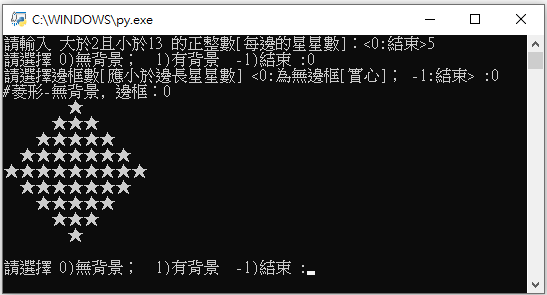 C:\WINDOWS\py.exe
請輸入 大於2且小於13 的正整數[每邊的星星數]：<0:結束>5
請選擇 0)無背景；  1)有背景  -1)結束 :0
請選擇邊框數[應小於邊長星星數] <0:為無邊框[實心]； -1:結束> :0
#菱形-無背景, 邊框：0
★
★★★
★★★★★
★★★★★★★
★★★★★★★★★
★★★★★★★
★★★★★
★★★
★
請選擇 0)無背景；  1)有背景  -1)結束 :